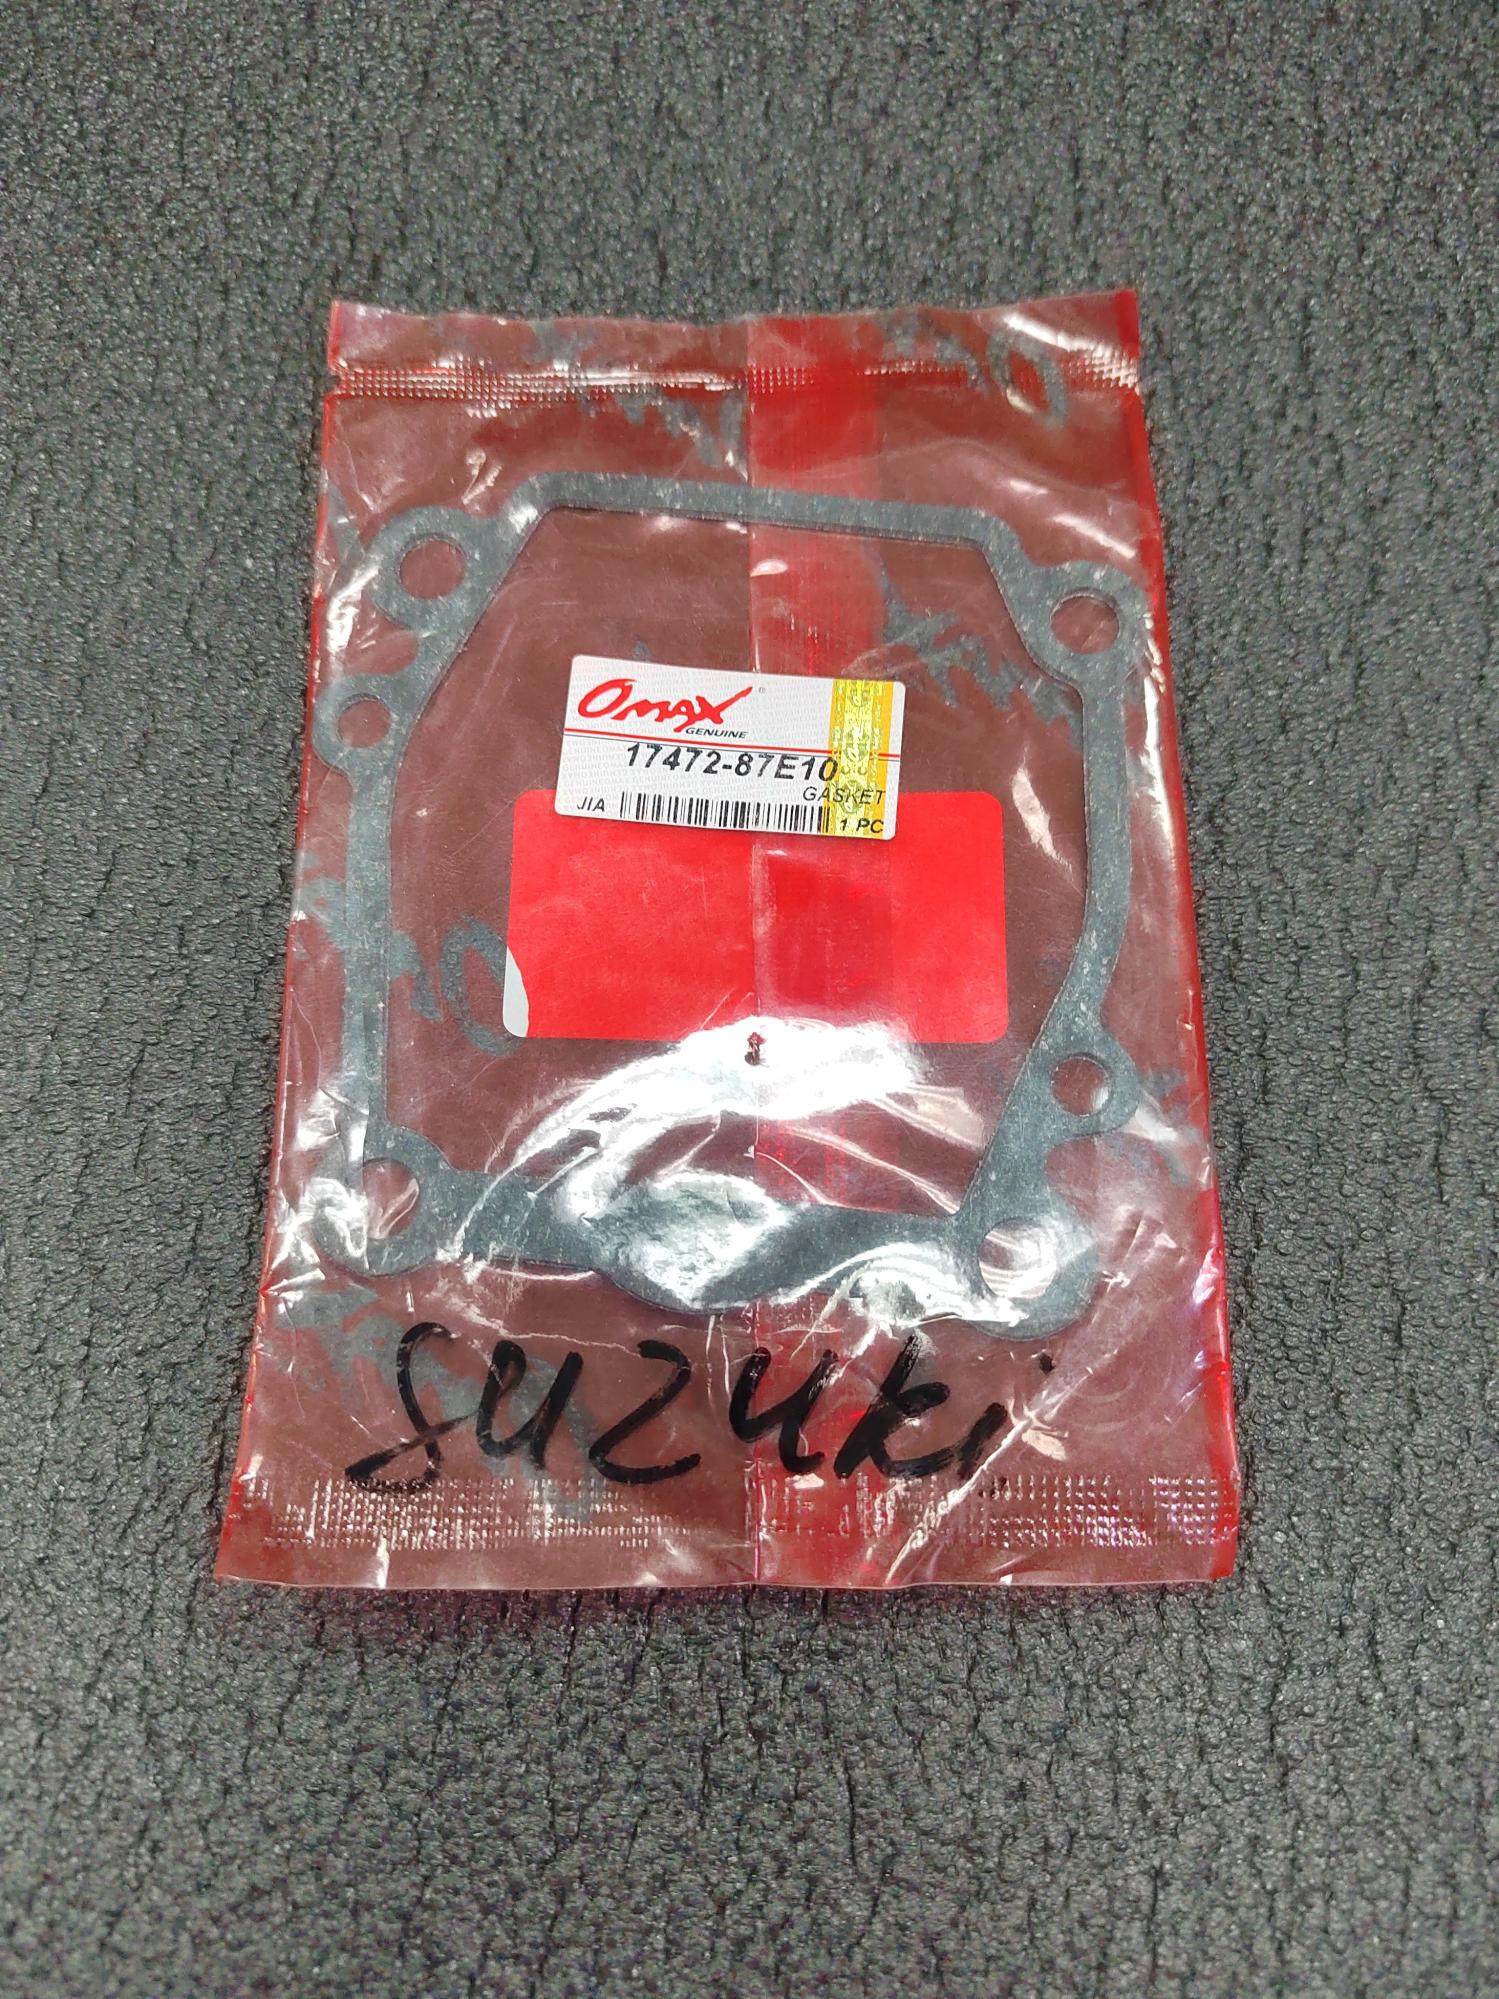 OMAX ®
GENUINE
17472-87E10
GASKET
JIA
1 PC
SUZUKi